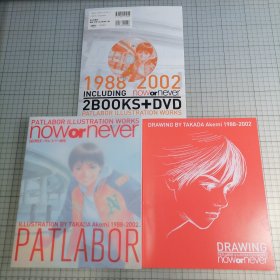 1988-2002
INCLUDING now or never
2BOOKS+DVD
PATLABOR ILLUSTRATION WORKS
PATLABOR ILLUSTRATION WORKS
now or never
ILLUSTRATION BY TAKADA Akemi 1988-2002
PATLABOR
DRAWING BY TAKADA Akemi 1988-2002
DRAWING
now or never